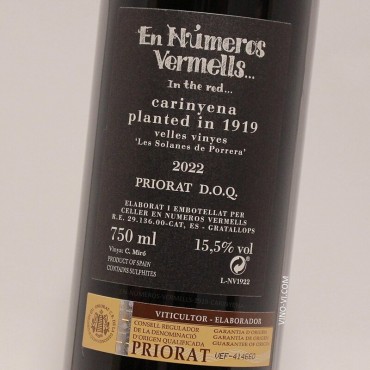 En Números
Vermells...
In the red...
carinyena
planted in 1919
velles vinyes
'Les Solanes de Porrera'
2022
PRIORAT D.O.Q.
ELABORAT I EMBOTELLAT PER
CELLER EN NUMEROS VERMELLS
R.E. 29.136.00-CAT, ES - GRATALLOPS
750 ml
15,5% vol
Vinya: C. Miró
PRODUCT OF SPAIN
CONTAINS SULPHITES
L-NV1922
VITICULTOR - ELABORADOR
CONSELL REGULADOR
DE LA DENOMINACIÓ
D'ORIGEN QUALIFICADA
PRIORAT
GARANTIA D'ORIGEN
GARANTÍA DE ORIGEN
GUARANTEE OF ORIGIN
VINO-VI.COM